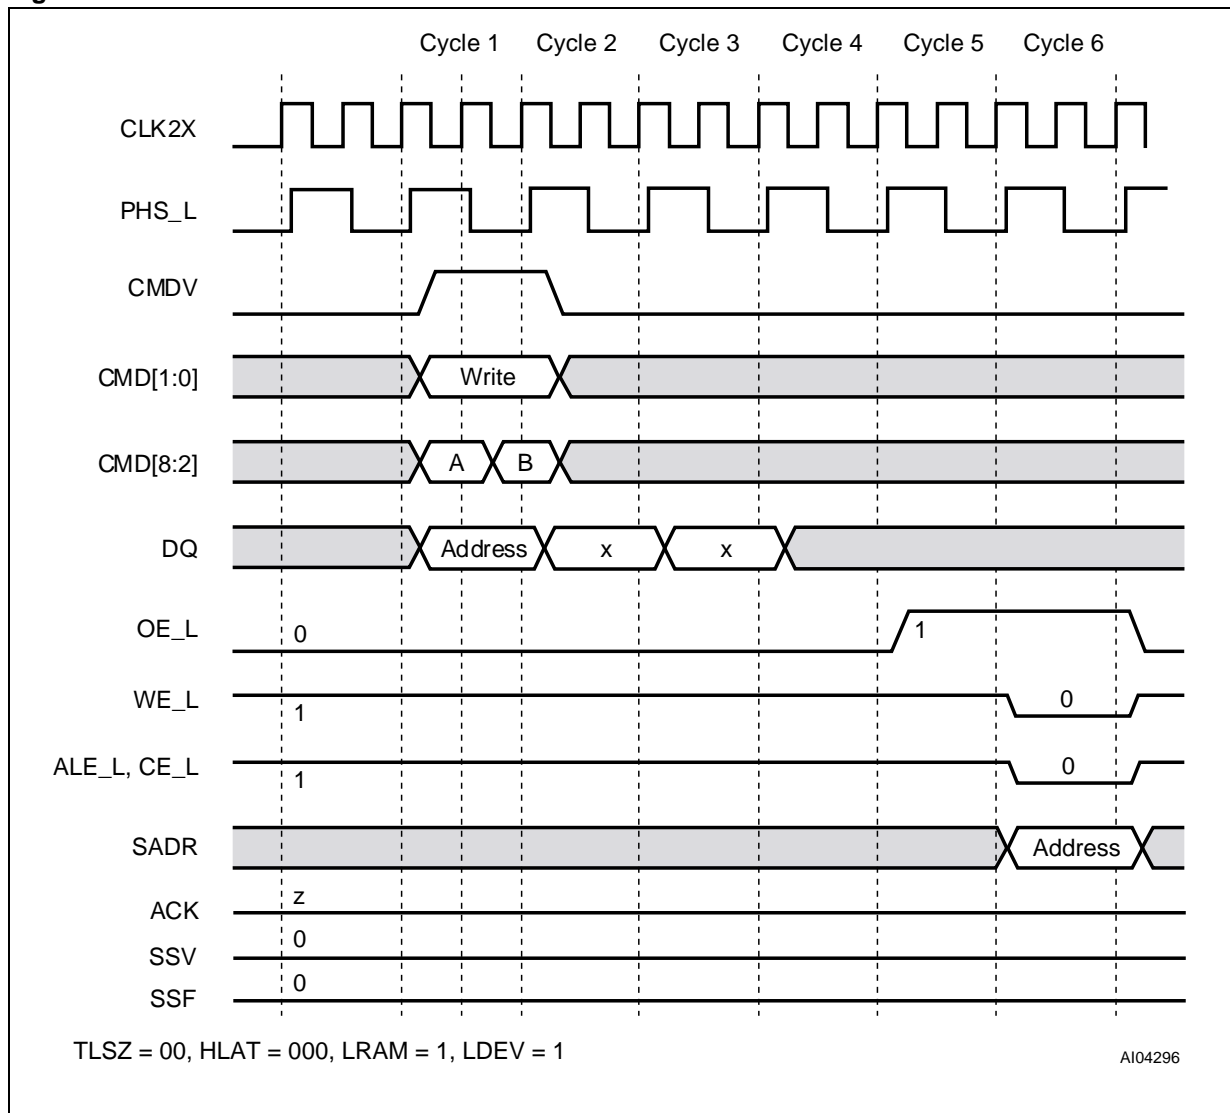 Cycle 1 Cycle 2 Cycle 3 Cycle 4 Cycle 5 Cycle 6
CLK2X
PHS_L
CMDV
CMD[1:0] Write
CMD[8:2] A B
DQ Address x x
OE_L 0 1
WE_L 1 0
ALE_L, CE_L 1 0
SADR Address
ACK z
SSV 0
SSF 0
TLSZ = 00, HLAT = 000, LRAM = 1, LDEV = 1
AI04296